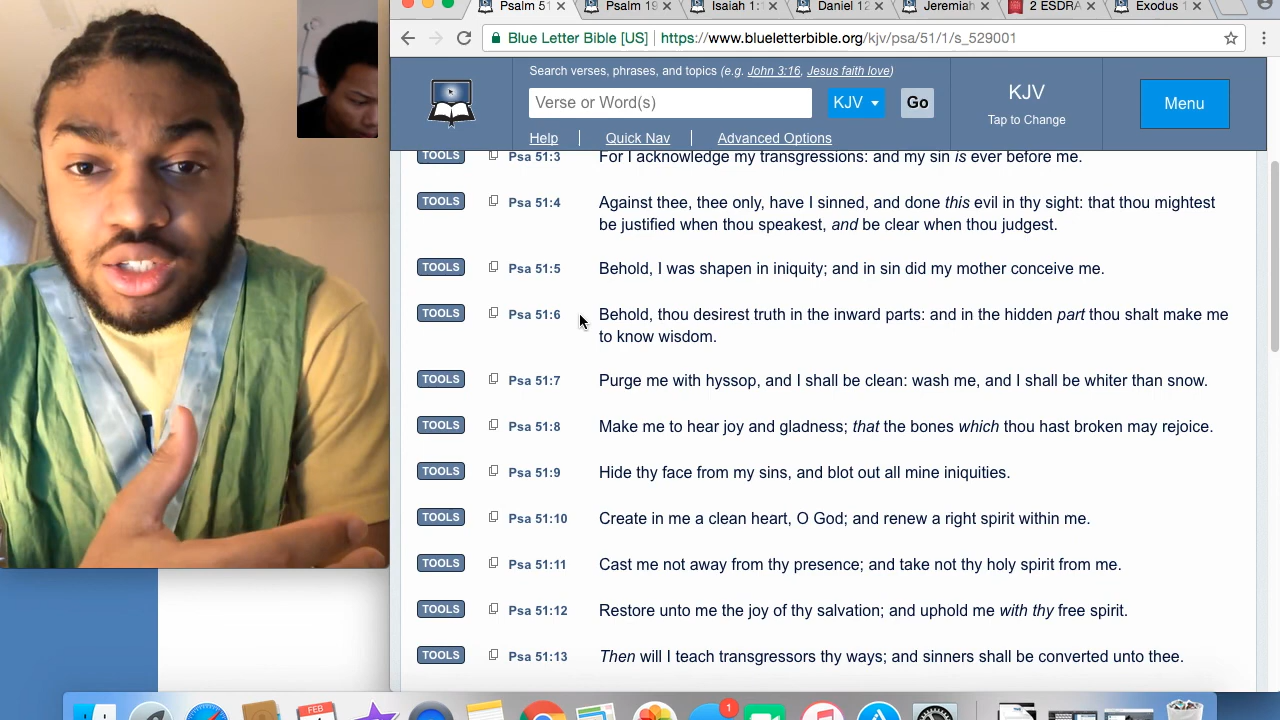 Psalm 51
Psalm 19
Isaiah 1:
Daniel 12
Jeremiah
2 ESDRA
Exodus
Blue Letter Bible [US]
https://www.blueletterbible.org/kjv/psa/51/1/s_529001
Search verses, phrases, and topics (e.g. John 3:16, Jesus faith love)
Verse or Word(s)
KJV
Go
Help
Quick Nav
Advanced Options
KJV
Tap to Change
Menu
TOOLS Psa 51:3 For I acknowledge my transgressions: and my sin is ever before me.
TOOLS Psa 51:4 Against thee, thee only, have I sinned, and done this evil in thy sight: that thou mightest
be justified when thou speakest, and be clear when thou judgest.
TOOLS Psa 51:5 Behold, I was shapen in iniquity; and in sin did my mother conceive me.
TOOLS Psa 51:6 Behold, thou desirest truth in the inward parts: and in the hidden part thou shalt make me
to know wisdom.
TOOLS Psa 51:7 Purge me with hyssop, and I shall be clean: wash me, and I shall be whiter than snow.
TOOLS Psa 51:8 Make me to hear joy and gladness; that the bones which thou hast broken may rejoice.
TOOLS Psa 51:9 Hide thy face from my sins, and blot out all mine iniquities.
TOOLS Psa 51:10 Create in me a clean heart, O God; and renew a right spirit within me.
TOOLS Psa 51:11 Cast me not away from thy presence; and take not thy holy spirit from me.
TOOLS Psa 51:12 Restore unto me the joy of thy salvation; and uphold me with thy free spirit.
TOOLS Psa 51:13 Then will I teach transgressors thy ways; and sinners shall be converted unto thee.
FEB
1